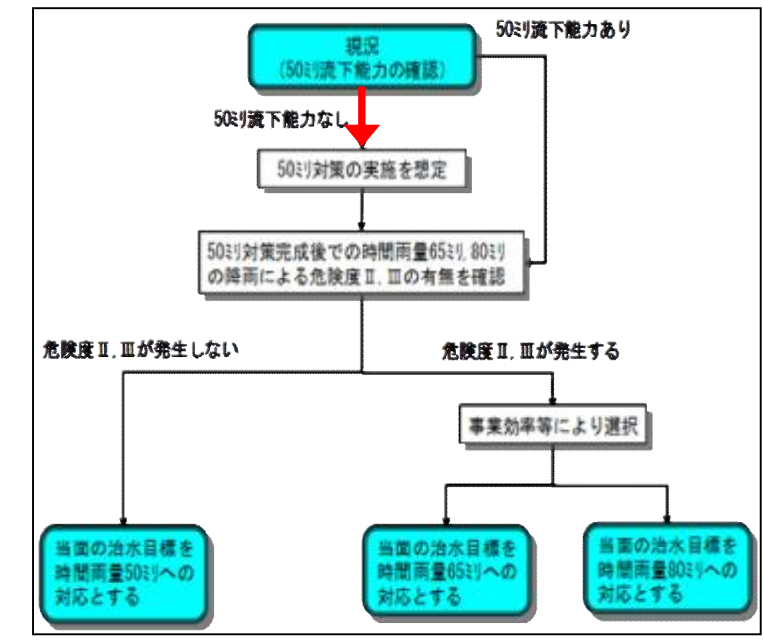 50ミリ流下能力あり
現況
(50ミリ流下能力の確認)
50ミリ流下能力なし
50ミリ対策の実施を想定
50ミリ対策完成後での時間雨量65ミリ,80ミリ
の降雨による危険度Ⅱ,Ⅲの有無を確認
危険度Ⅱ,Ⅲが発生しない
危険度Ⅱ,Ⅲが発生する
事業効率等により選択
当面の治水目標を
時間雨量50ミリへの
対応とする
当面の治水目標を
時間雨量65ミリへの
対応とする
当面の治水目標を
時間雨量80ミリへの
対応とする